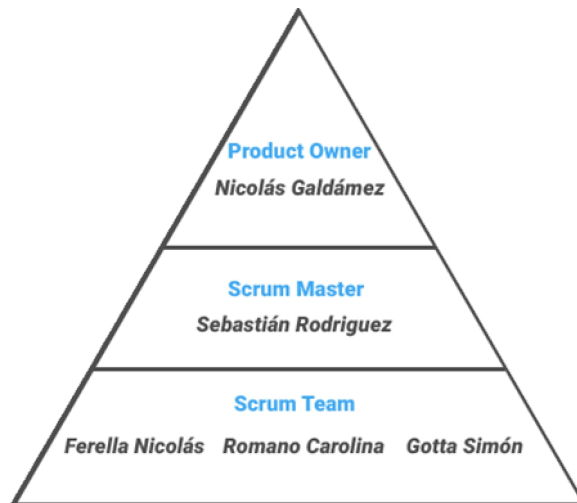 Product Owner
Nicolás Galdámez
Scrum Master
Sebastián Rodriguez
Scrum Team
Ferella Nicolás Romano Carolina Gotta Simón